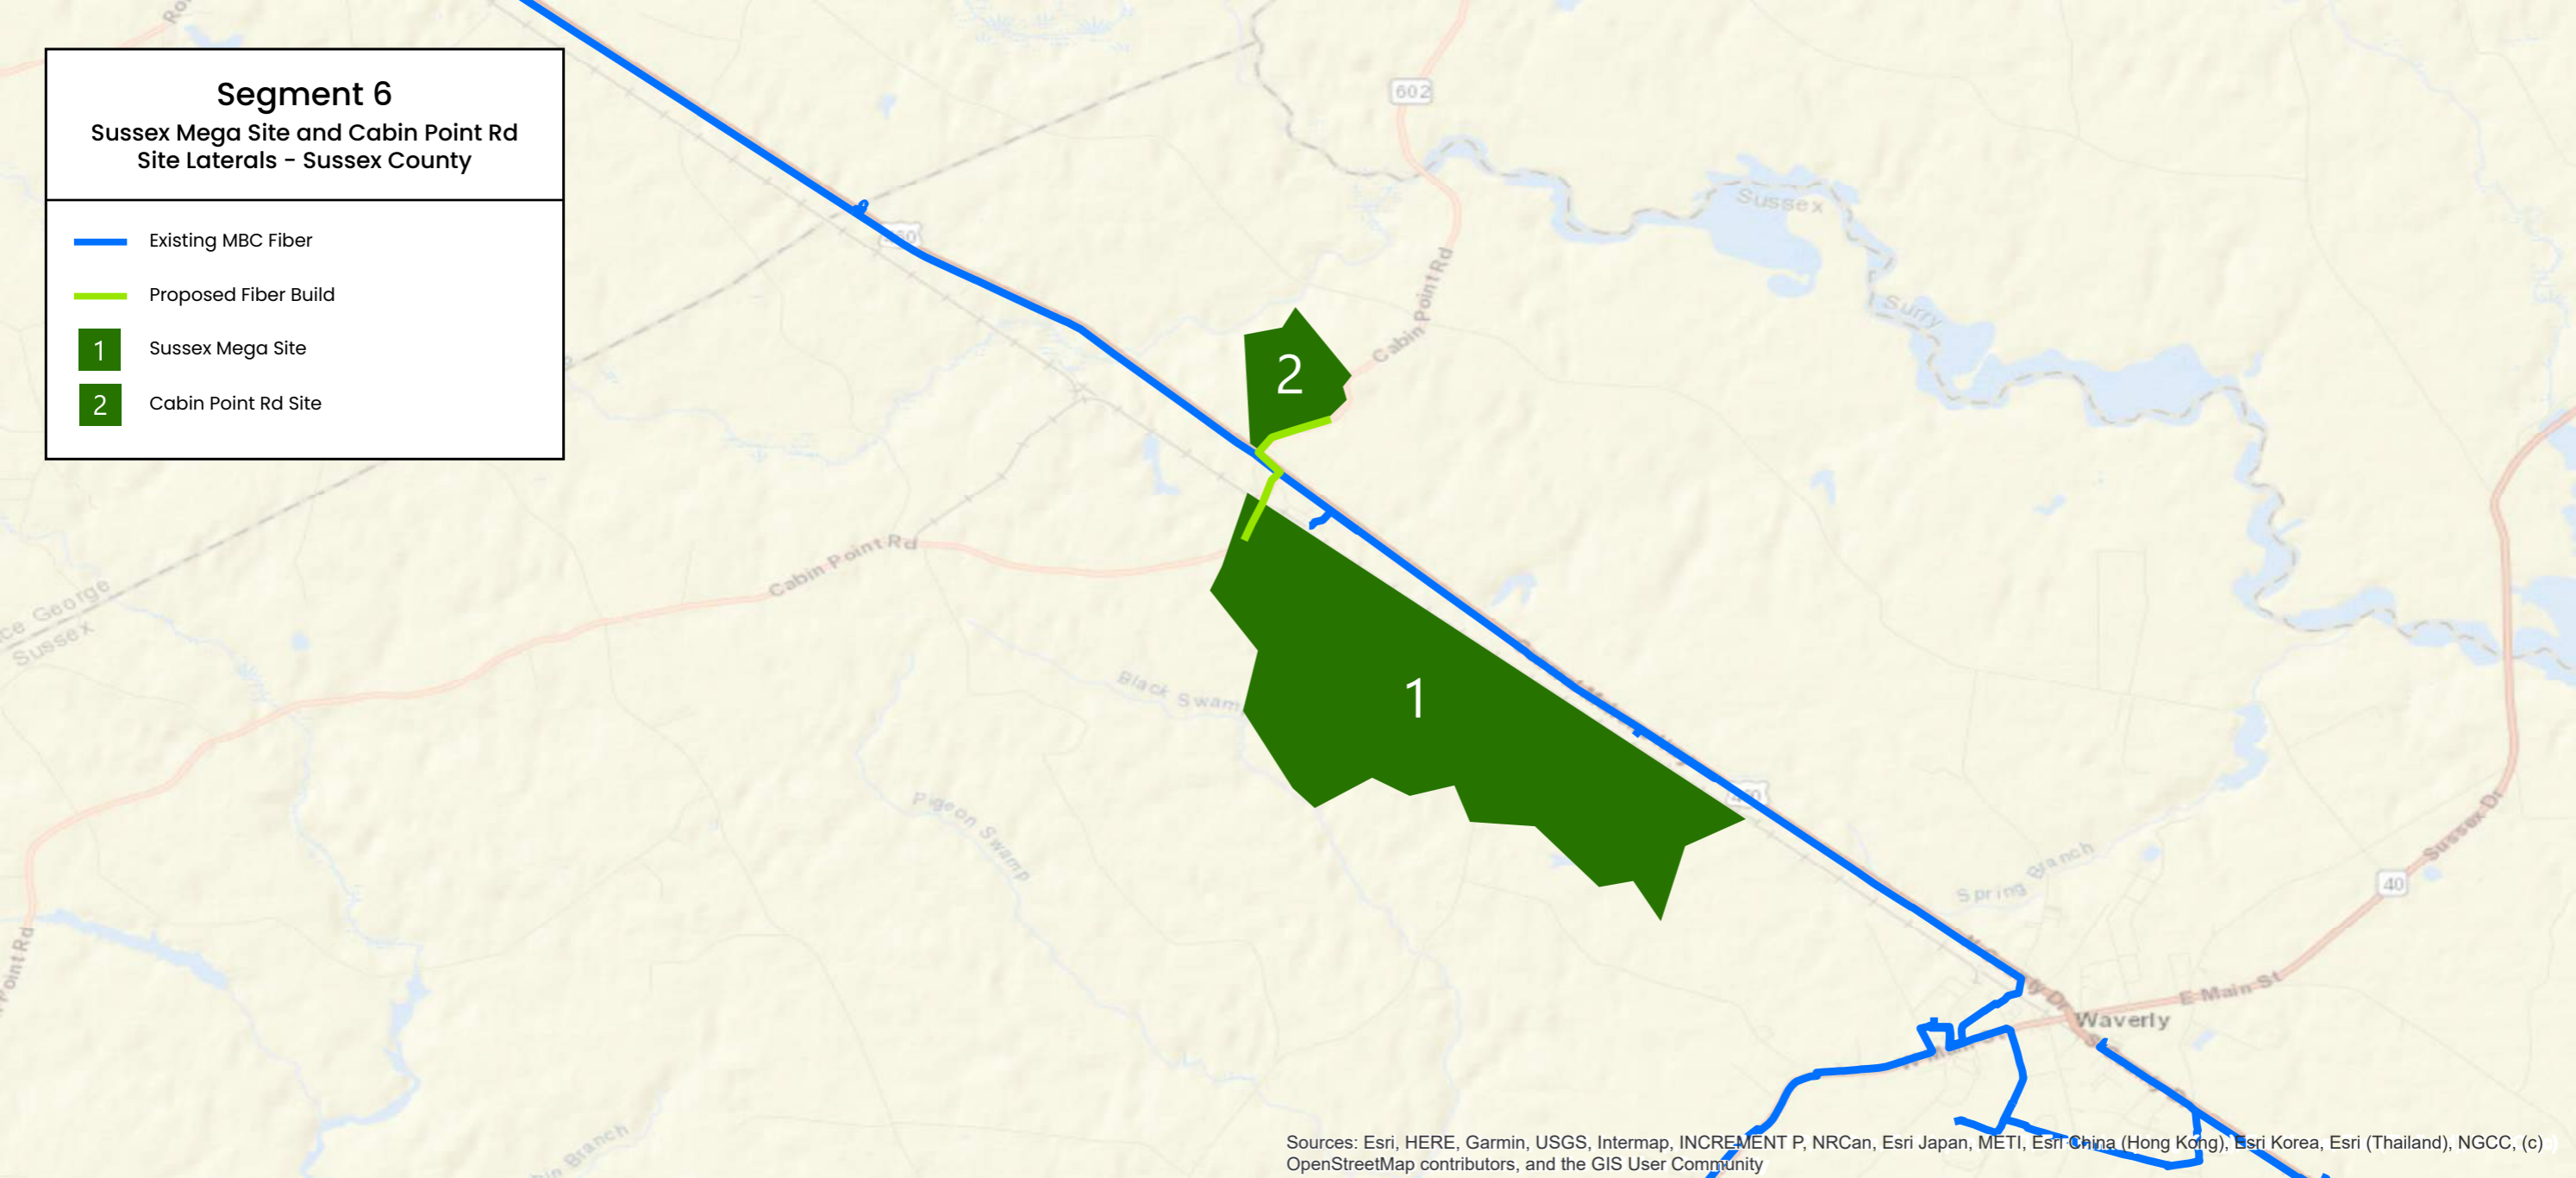 Segment 6
Sussex Mega Site and Cabin Point Rd
Site Laterals - Sussex County
Existing MBC Fiber
Proposed Fiber Build
1 Sussex Mega Site
2 Cabin Point Rd Site
602
Sussex
Surry
Cabin Point Rd
2
Cabin Point Rd
Sussex
Black Swamp
1
Pigeon Swamp
Spring Branch
Sussex Dr
40
Point Rd
E Main St
Waverly
Branch
Sources: Esri, HERE, Garmin, USGS, Intermap, INCREMENT P, NRCan, Esri Japan, METI, Esri China (Hong Kong), Esri Korea, Esri (Thailand), NGCC, (c)
OpenStreetMap contributors, and the GIS User Community